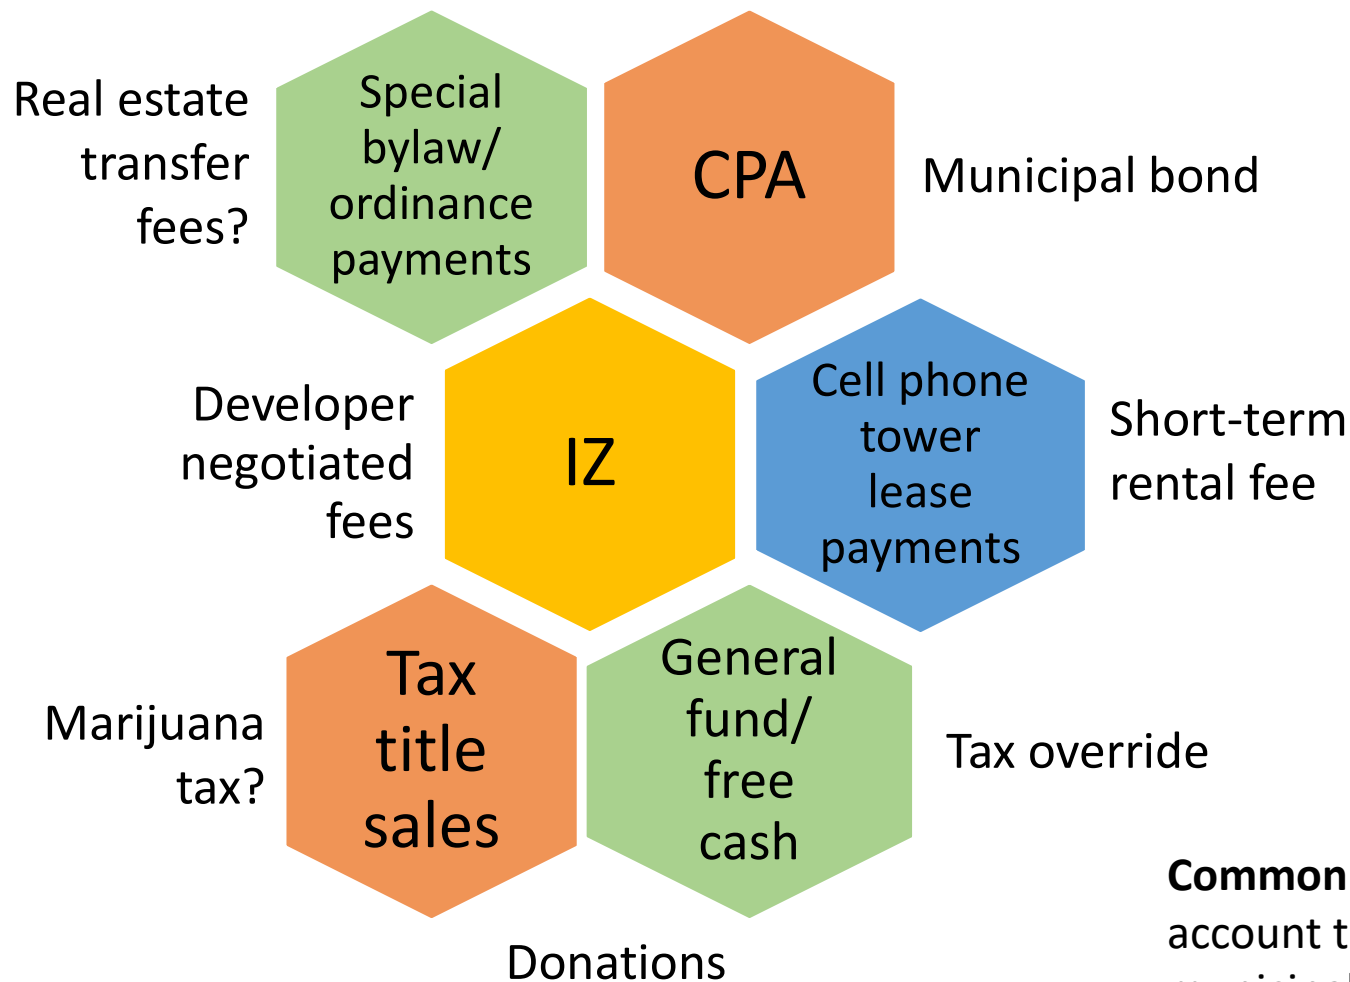 Real estate
transfer
fees?
Special
bylaw/
ordinance
payments
CPA
Municipal bond
Developer
negotiated
fees
IZ
Cell phone
tower
lease
payments
Short-term
rental fee
Marijuana
tax?
Tax
title
sales
General
fund/
free
cash
Tax override
Donations
Common
account t